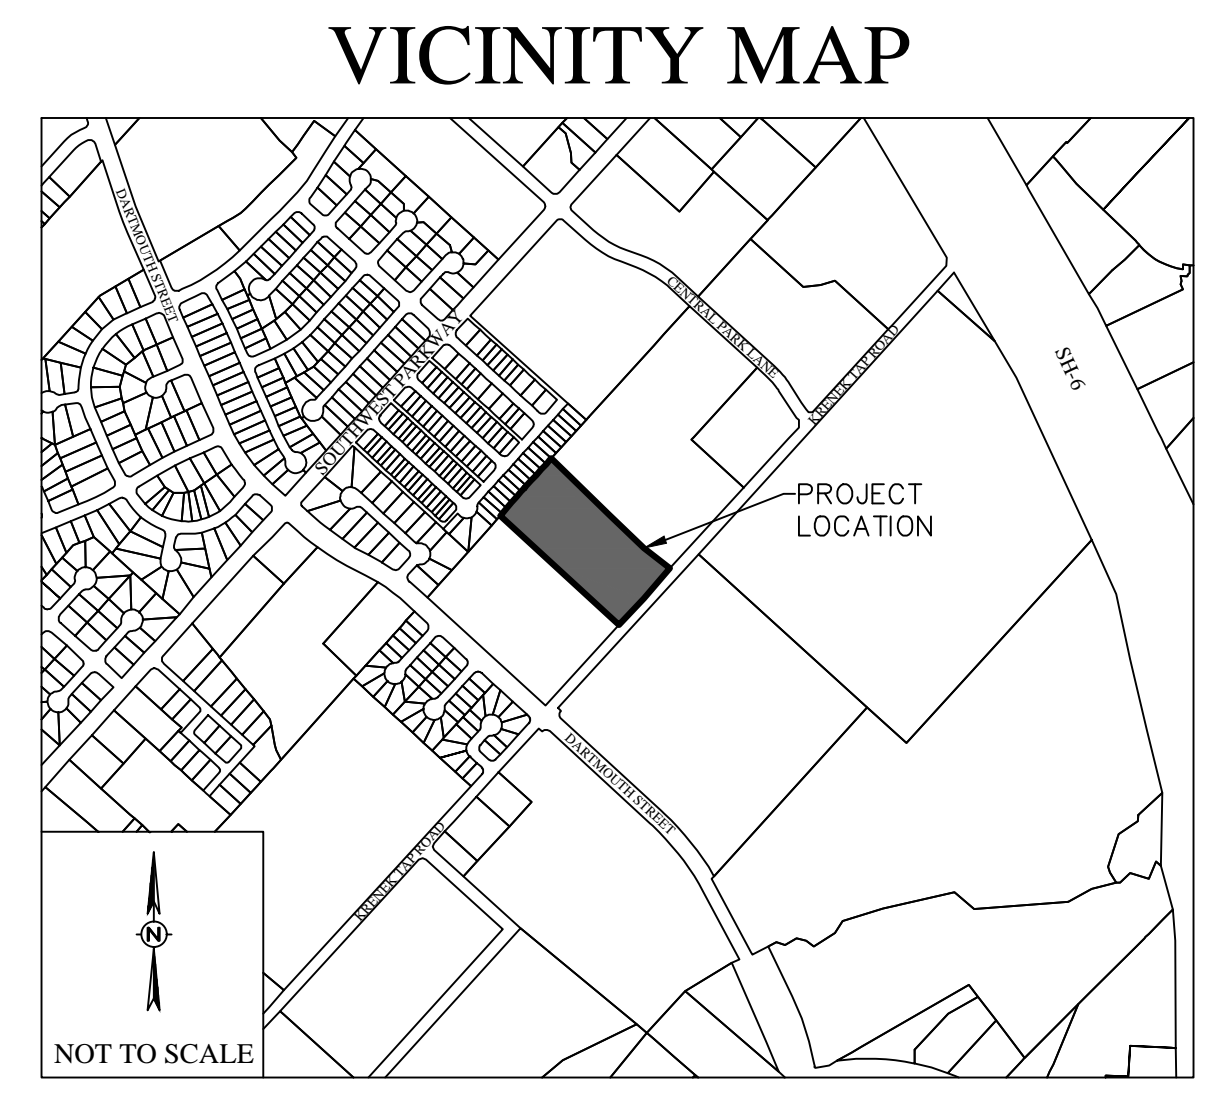 VICINITY MAP
DARTMOUTH STREET
SOUTHWEST PARKWAY
CENTRAL PARK LANE
KRENEK TAP ROAD
SH-6
PROJECT
LOCATION
DARTMOUTH STREET
KRENEK TAP ROAD
N
NOT TO SCALE